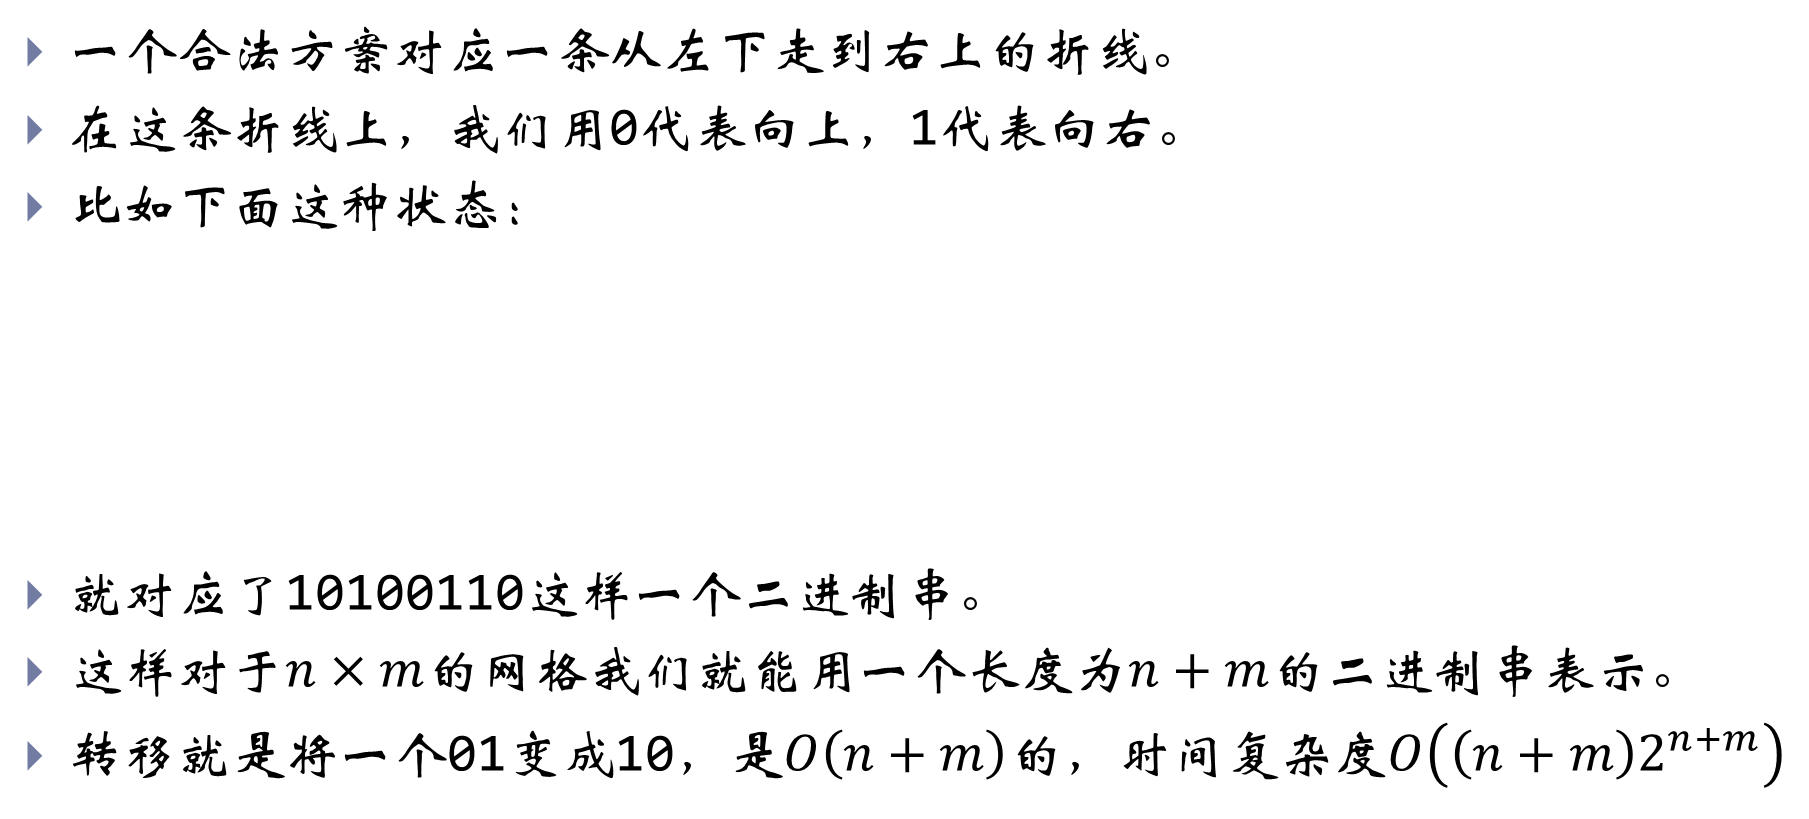 一个合法方案对应一条从左下走到右上的折线。
在这条折线上，我们用0代表向上，1代表向右。
比如下面这种状态：
就对应了10100110这样一个二进制串。
这样对于n × m的网格我们就能用一个长度为n + m的二进制串表示。
转移就是将一个01变成10，是O(n + m)的，时间复杂度O((n + m)2^{n+m})